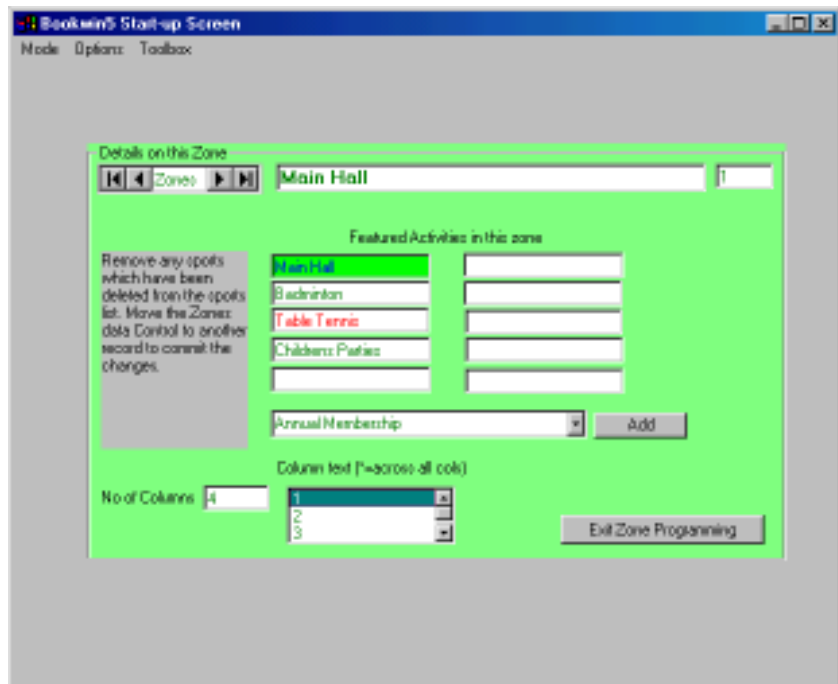 Bookwin5 Start-up Screen
Mode Options Toolbox
Details on this Zone
Zones
Main Hall
1
Featured Activities in this zone
Remove any sports
which have been
deleted from the sports
list. Move the Zones
data Control to another
record to commit the
changes.
Main Hall
Badminton
Table Tennis
Childrens Parties
Annual Membership
Add
Column text (*=across all cols)
No of Columns 4
1
2
3
Exit Zone Programming